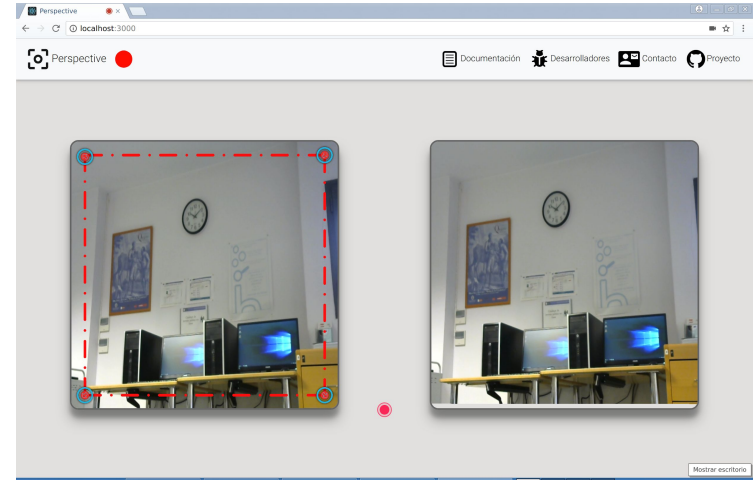 Perspective
localhost:3000
Perspective
Documentación Desarrolladores Contacto Proyecto
Mostrar escritorio